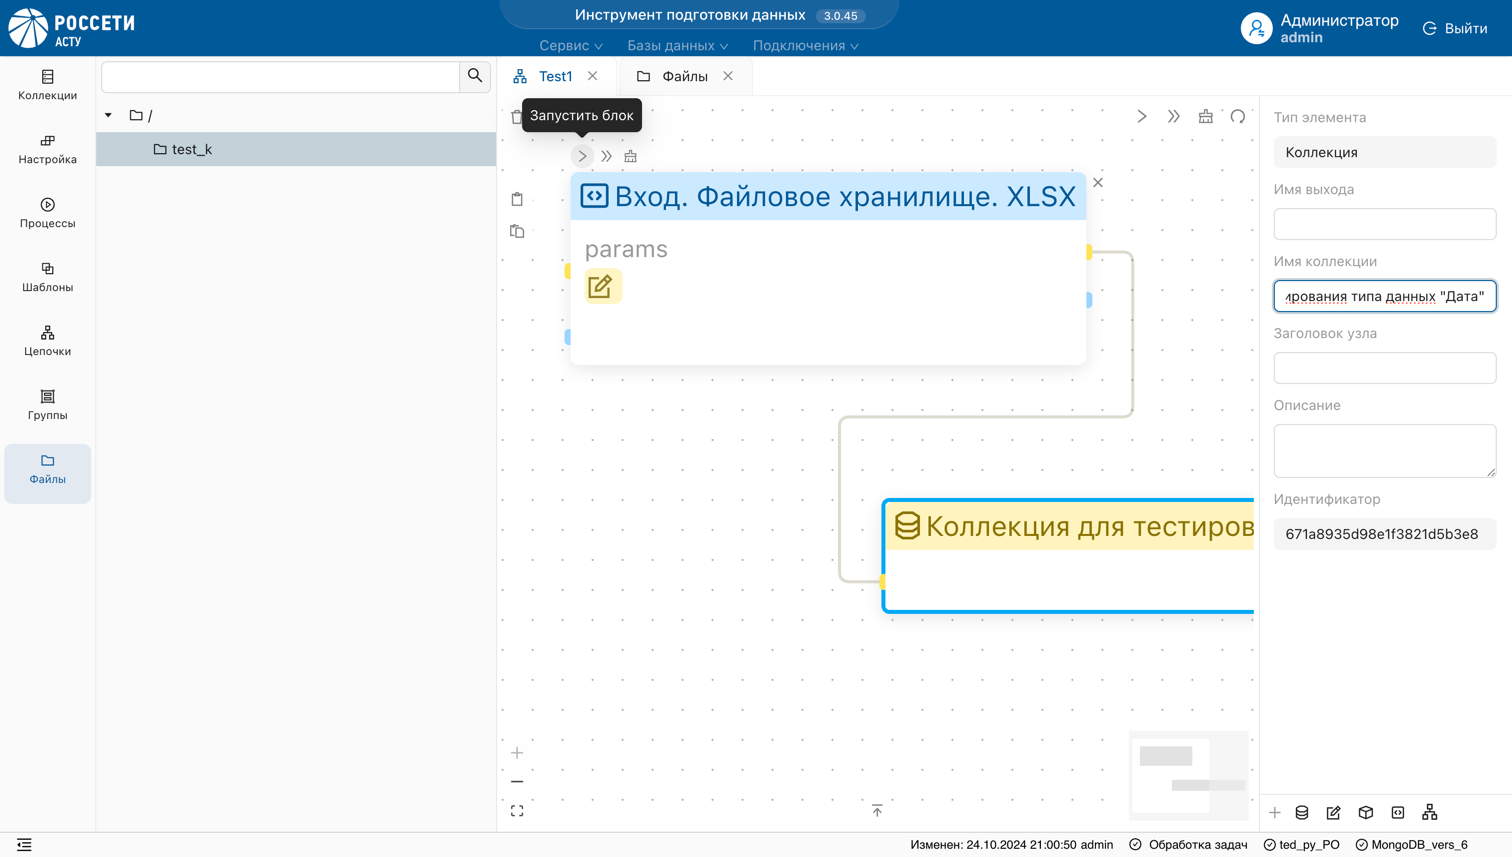 РОССЕТИ
АСТУ
Инструмент подготовки данных 3.0.45
Сервис Базы данных Подключения
Администратор
admin
Выйти
Коллекции
Настройка
Процессы
Шаблоны
Цепочки
Группы
Файлы
/
test_k
Test1
Файлы
Запустить блок
Вход. Файловое хранилище. XLSX
params
Коллекция для тестиров
Тип элемента
Коллекция
Имя выхода
Имя коллекции
ирования типа данных "Дата"
Заголовок узла
Описание
Идентификатор
671a8935d98e1f3821d5b3e8
Изменен: 24.10.2024 21:00:50 admin Обработка задач ted_py_PO MongoDB_vers_6